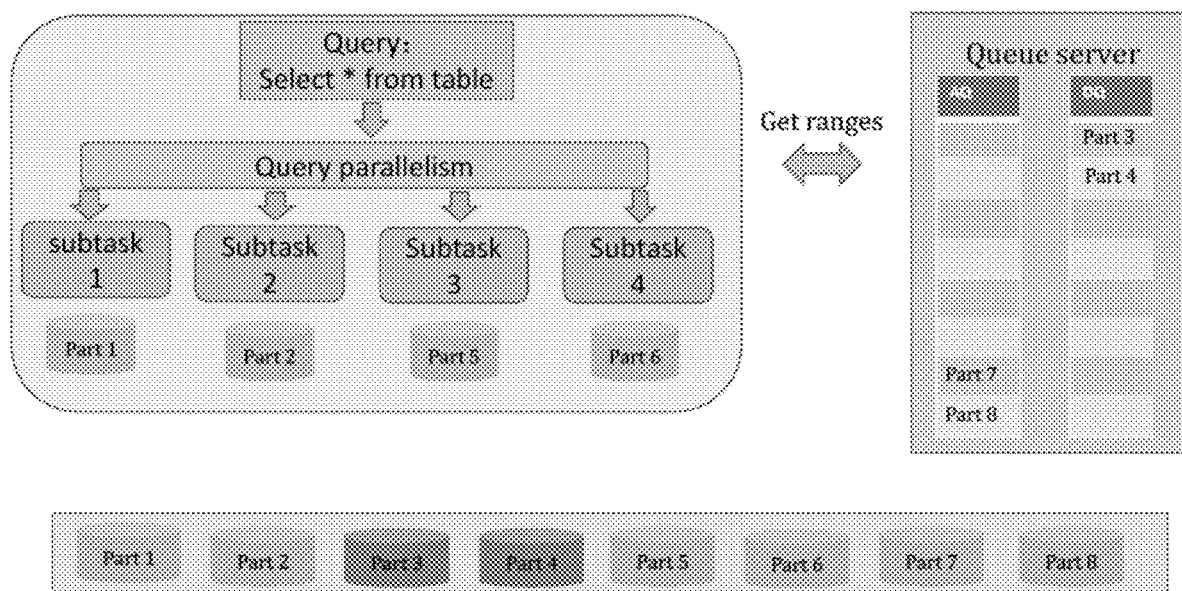 Query:
Select * from table
Query parallelism
subtask
1
Subtask
2
Subtask
3
Subtask
4
Part 1
Part 2
Part 5
Part 6
Get ranges
Queue server
Part 3
Part 4
Part 7
Part 8
Part 1
Part 2
Part 3
Part 4
Part 5
Part 6
Part 7
Part 8